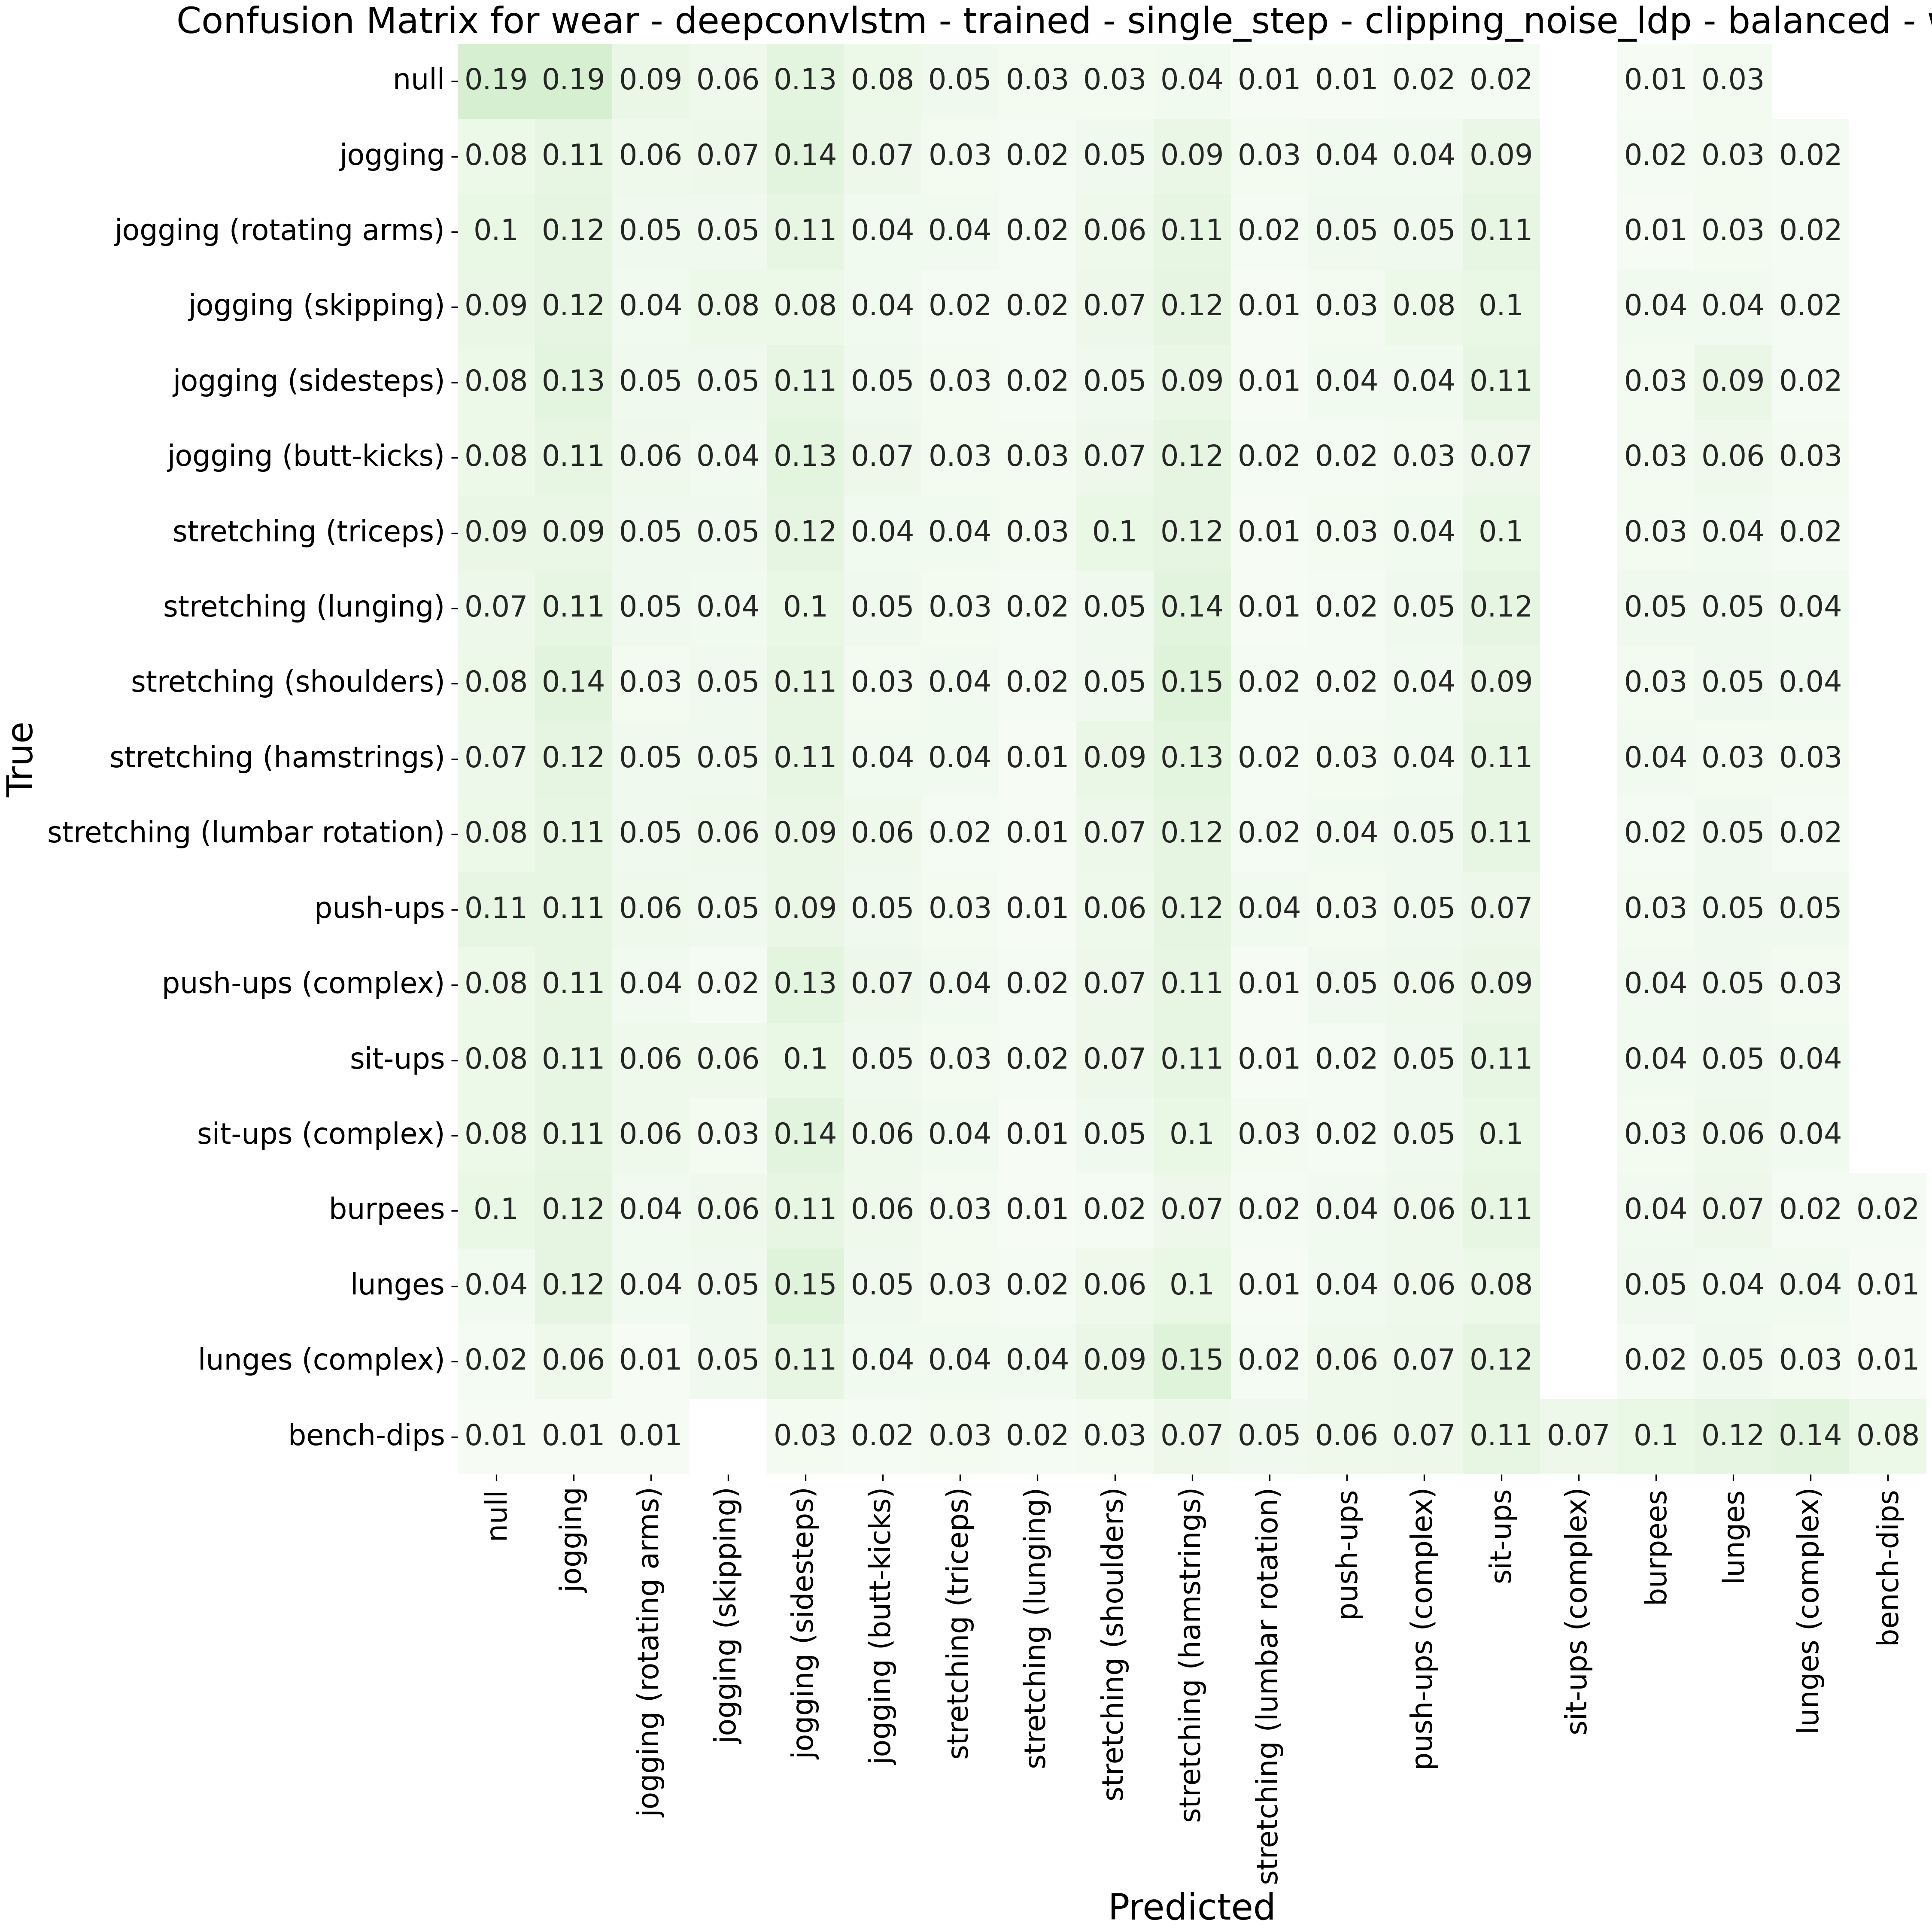 Confusion Matrix for wear - deepconvlstm - trained - single_step - clipping_noise_ldp - balanced -
null 0.19 0.19 0.09 0.06 0.13 0.08 0.05 0.03 0.03 0.04 0.01 0.01 0.02 0.02 0.01 0.03
jogging 0.08 0.11 0.06 0.07 0.14 0.07 0.03 0.02 0.05 0.09 0.03 0.04 0.04 0.09 0.02 0.03 0.02
jogging (rotating arms) 0.1 0.12 0.05 0.05 0.11 0.04 0.04 0.02 0.06 0.11 0.02 0.05 0.05 0.11 0.01 0.03 0.02
jogging (skipping) 0.09 0.12 0.04 0.08 0.08 0.04 0.02 0.02 0.07 0.12 0.01 0.03 0.08 0.1 0.04 0.04 0.02
jogging (sidesteps) 0.08 0.13 0.05 0.05 0.11 0.05 0.03 0.02 0.05 0.09 0.01 0.04 0.04 0.11 0.03 0.09 0.02
jogging (butt-kicks) 0.08 0.11 0.06 0.04 0.13 0.07 0.03 0.03 0.07 0.12 0.02 0.02 0.03 0.07 0.03 0.06 0.03
stretching (triceps) 0.09 0.09 0.05 0.05 0.12 0.04 0.04 0.03 0.1 0.12 0.01 0.03 0.04 0.1 0.03 0.04 0.02
stretching (lunging) 0.07 0.11 0.05 0.04 0.1 0.05 0.03 0.02 0.05 0.14 0.01 0.02 0.05 0.12 0.05 0.05 0.04
stretching (shoulders) 0.08 0.14 0.03 0.05 0.11 0.03 0.04 0.02 0.05 0.15 0.02 0.02 0.04 0.09 0.03 0.05 0.04
stretching (hamstrings) 0.07 0.12 0.05 0.05 0.11 0.04 0.04 0.01 0.09 0.13 0.02 0.03 0.04 0.11 0.04 0.03 0.03
stretching (lumbar rotation) 0.08 0.11 0.05 0.06 0.09 0.06 0.02 0.01 0.07 0.12 0.02 0.04 0.05 0.11 0.02 0.05 0.02
push-ups 0.11 0.11 0.06 0.05 0.09 0.05 0.03 0.01 0.06 0.12 0.04 0.03 0.05 0.07 0.03 0.05 0.05
push-ups (complex) 0.08 0.11 0.04 0.02 0.13 0.07 0.04 0.02 0.07 0.11 0.01 0.05 0.06 0.09 0.04 0.05 0.03
sit-ups 0.08 0.11 0.06 0.06 0.1 0.05 0.03 0.02 0.07 0.11 0.01 0.02 0.05 0.11 0.04 0.05 0.04
sit-ups (complex) 0.08 0.11 0.06 0.03 0.14 0.06 0.04 0.01 0.05 0.1 0.03 0.02 0.05 0.1 0.03 0.06 0.04
burpees 0.1 0.12 0.04 0.06 0.11 0.06 0.03 0.01 0.02 0.07 0.02 0.04 0.06 0.11 0.04 0.07 0.02 0.02
lunges 0.04 0.12 0.04 0.05 0.15 0.05 0.03 0.02 0.06 0.1 0.01 0.04 0.06 0.08 0.05 0.04 0.04 0.01
lunges (complex) 0.02 0.06 0.01 0.05 0.11 0.04 0.04 0.04 0.09 0.15 0.02 0.06 0.07 0.12 0.02 0.05 0.03 0.01
bench-dips 0.01 0.01 0.01 0.03 0.02 0.03 0.02 0.03 0.07 0.05 0.06 0.07 0.11 0.07 0.1 0.12 0.14 0.08
True
null
jogging
jogging (rotating arms)
jogging (skipping)
jogging (sidesteps)
jogging (butt-kicks)
stretching (triceps)
stretching (lunging)
stretching (shoulders)
stretching (hamstrings)
stretching (lumbar rotation)
push-ups
push-ups (complex)
sit-ups
sit-ups (complex)
burpees
lunges
lunges (complex)
bench-dips
Predicted